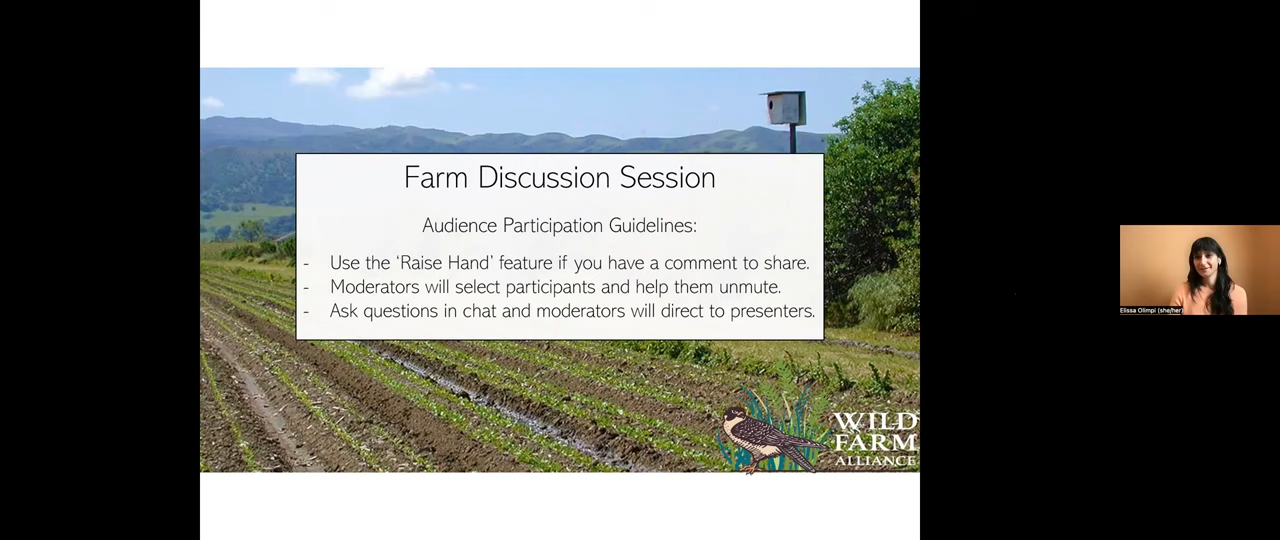 Farm Discussion Session
Audience Participation Guidelines:
- Use the ‘Raise Hand’ feature if you have a comment to share.
- Moderators will select participants and help them unmute.
- Ask questions in chat and moderators will direct to presenters.
WILD
FARM
ALLIANCE
Elissa Olimpi (she/her)